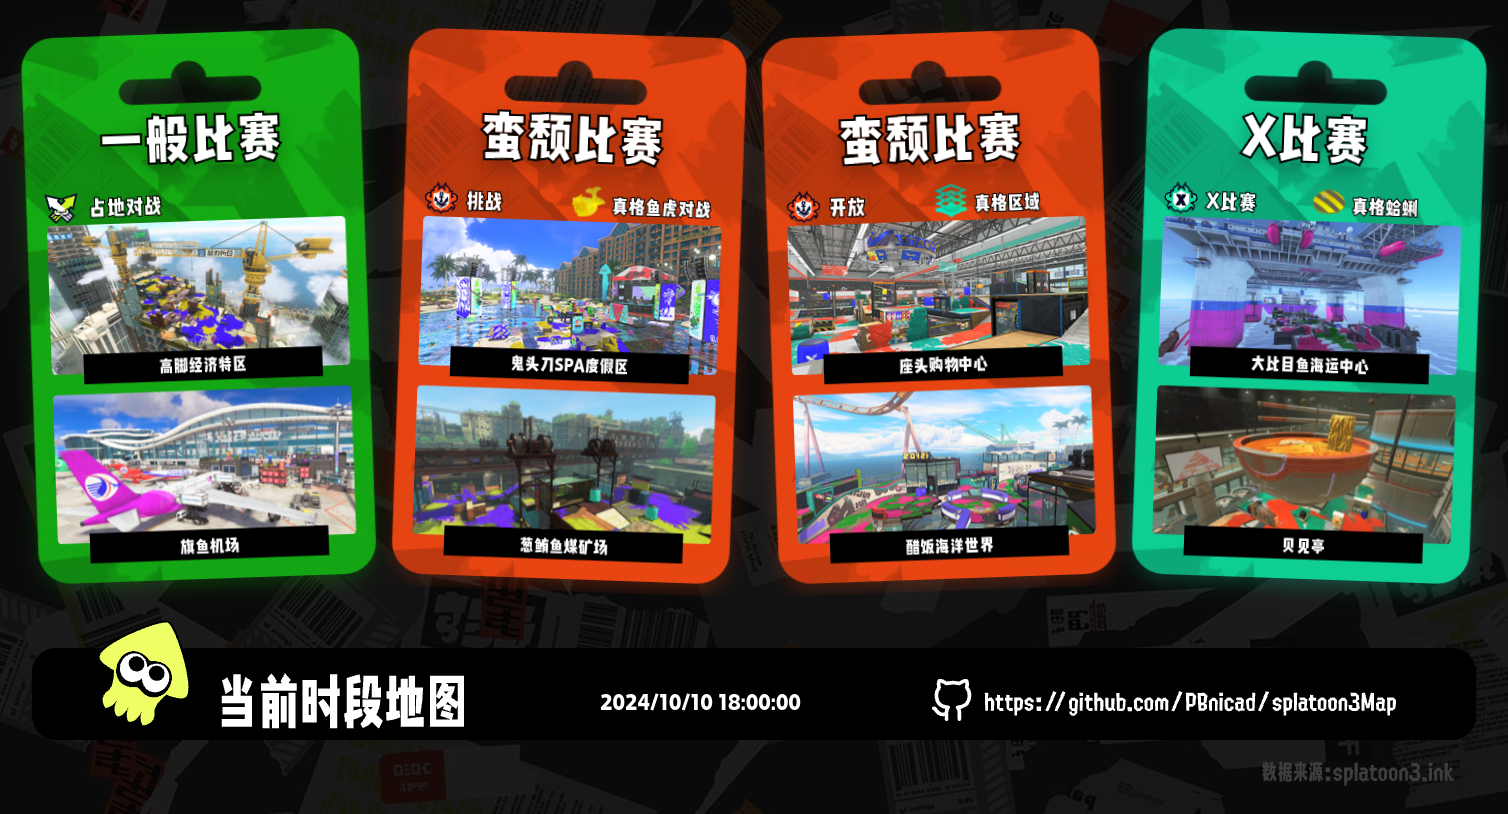 一般比赛
占地对战
高脚经济特区
旗鱼机场
蛮颓比赛
挑战
真格鱼虎对战
鬼头刀SPA度假区
葱鲔鱼煤矿场
蛮颓比赛
开放
真格区域
座头购物中心
醋饭海洋世界
X比赛
X比赛
真格蛤蜊
大比目鱼海运中心
贝见亭
当前时段地图
2024/10/10 18:00:00
https://github.com/PBnicad/splatoon3Map
数据来源:splatoon3.ink